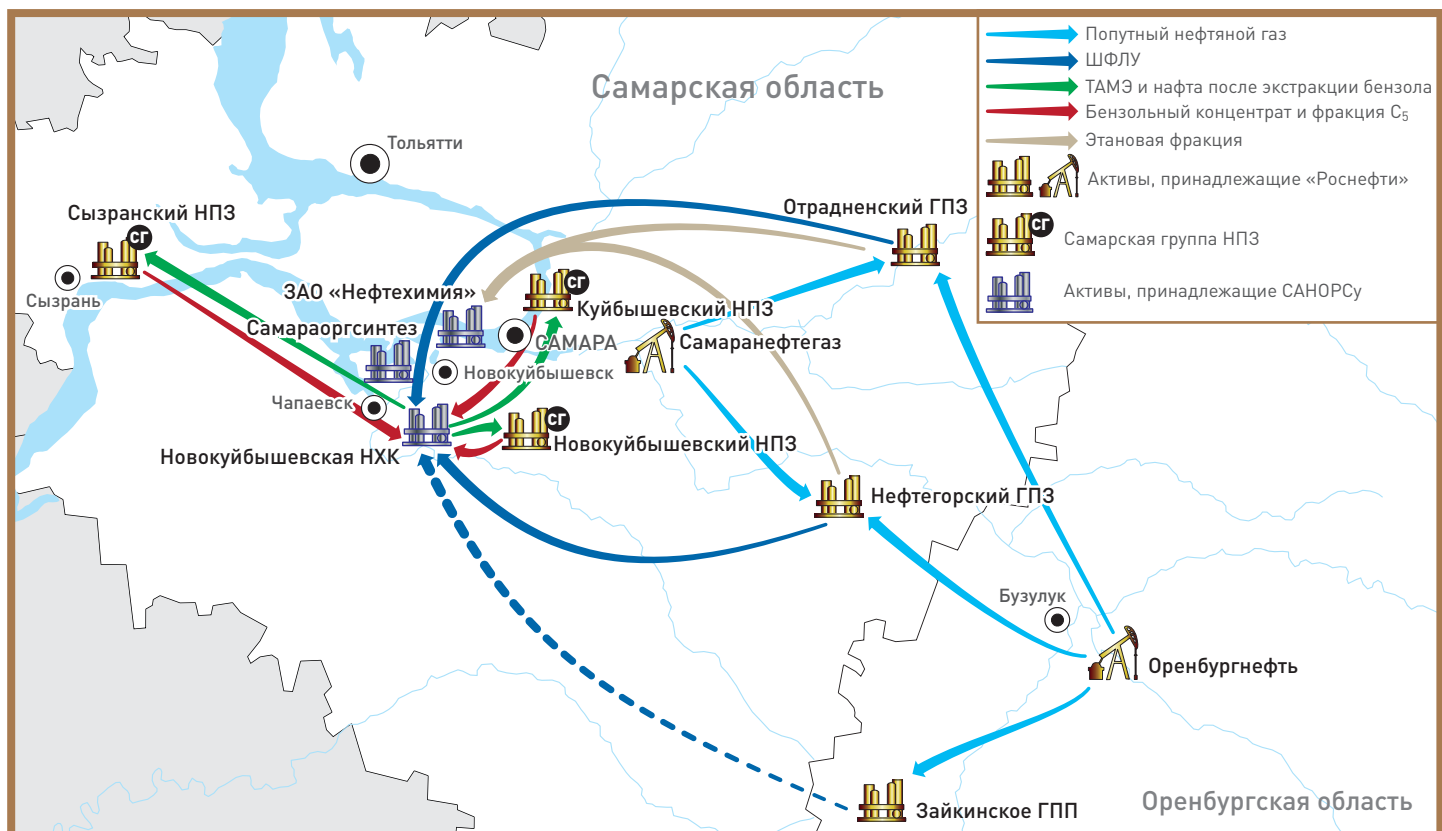 Самарская область
Попутный нефтяной газ
ШФЛУ
ТАМЭ и нафта после экстракции бензола
Бензольный концентрат и фракция C₅
Этановая фракция
Активы, принадлежащие «Роснефти»
СГ
Самарская группа НПЗ
Активы, принадлежащие САНОРСу
Тольятти
Сызранский НПЗ
СГ
Сызрань
Отрадненский ГПЗ
ЗАО «Нефтехимия»
СГ
Куйбышевский НПЗ
Самараоргсинтез
САМАРА
Самаранефтегаз
Новокуйбышевск
Чапаевск
СГ
Новокуйбышевский НПЗ
Новокуйбышевская НХК
Нефтегорский ГПЗ
Бузулук
Оренбургнефть
Зайкинское ГПП
Оренбургская область